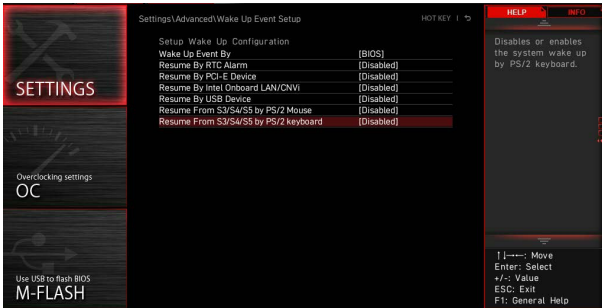 Settings\Advanced\Wake Up Event Setup
HOT KEY
HELP
INFO
Setup Wake Up Configuration
Wake Up Event By [BIOS]
Resume By RTC Alarm [Disabled]
Resume By PCI-E Device [Disabled]
Resume By Intel Onboard LAN/CNVi [Disabled]
Resume By USB Device [Disabled]
Resume From S3/S4/S5 by PS/2 Mouse [Disabled]
Resume From S3/S4/S5 by PS/2 keyboard [Disabled]
SETTINGS
Overclocking settings
OC
Use USB to flash BIOS
M-FLASH
Disables or enables
the system wake up
by PS/2 keyboard.
↑↓→←: Move
Enter: Select
+/-: Value
ESC: Exit
F1: General Help